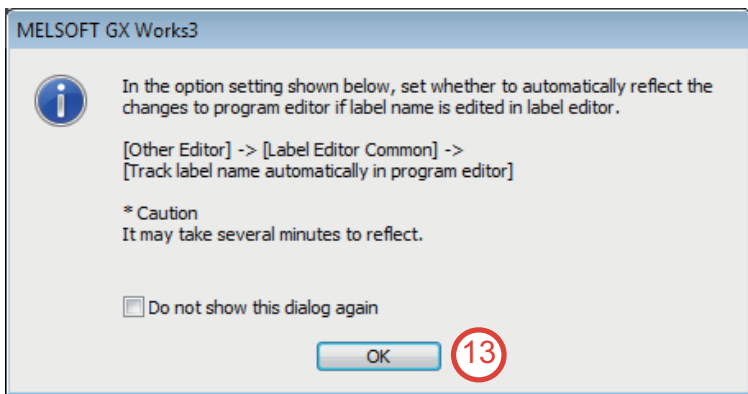 MELSOFT GX Works3
In the option setting shown below, set whether to automatically reflect the
changes to program editor if label name is edited in label editor.
[Other Editor] -> [Label Editor Common] ->
[Track label name automatically in program editor]
* Caution
It may take several minutes to reflect.
Do not show this dialog again
OK
13